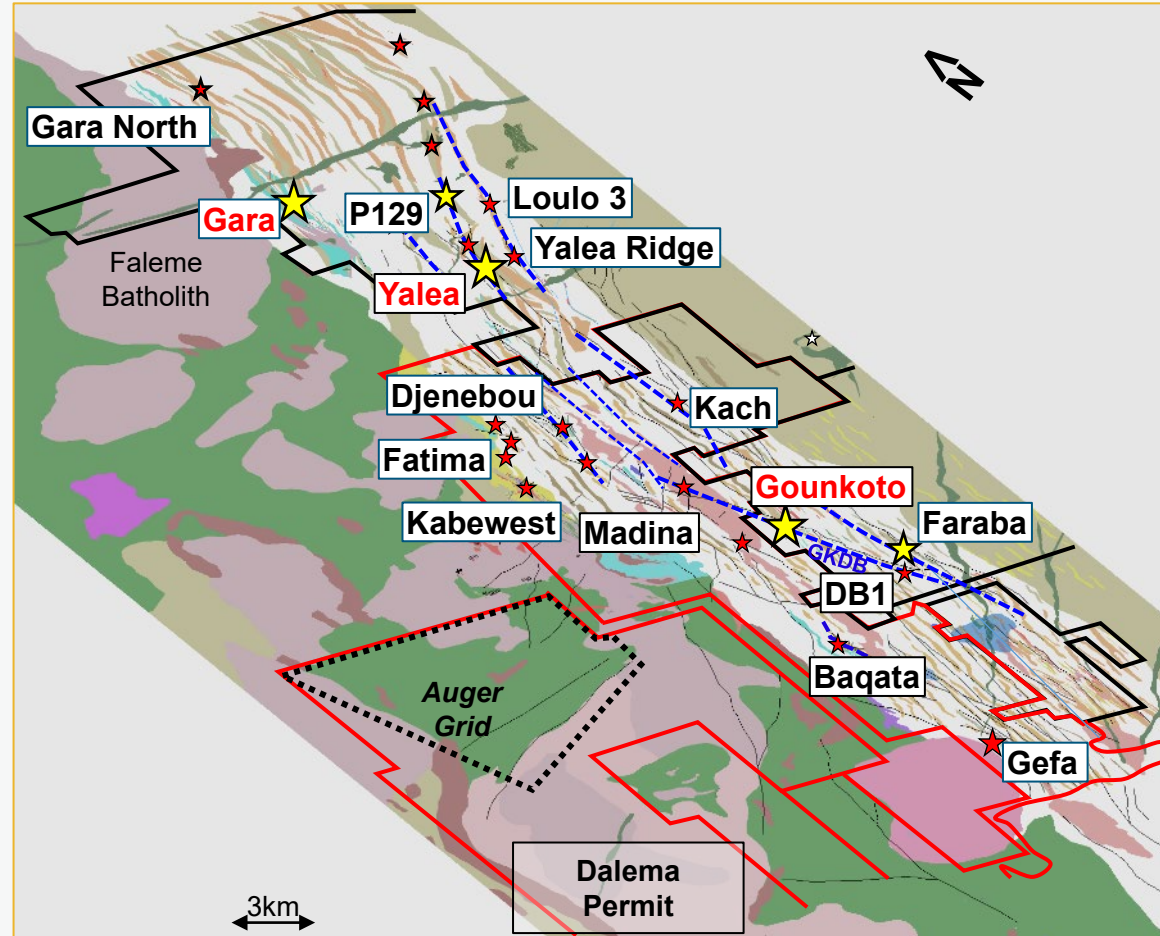 N
Gara North
Loulo 3
P129
Gara
Yalea Ridge
Faleme
Batholith
Yalea
Djenebou
Kach
Fatima
Gounkoto
Kabewest
Madina
Faraba
GKDB
DB1
Baqata
Auger
Grid
Gefa
Dalema
Permit
3km